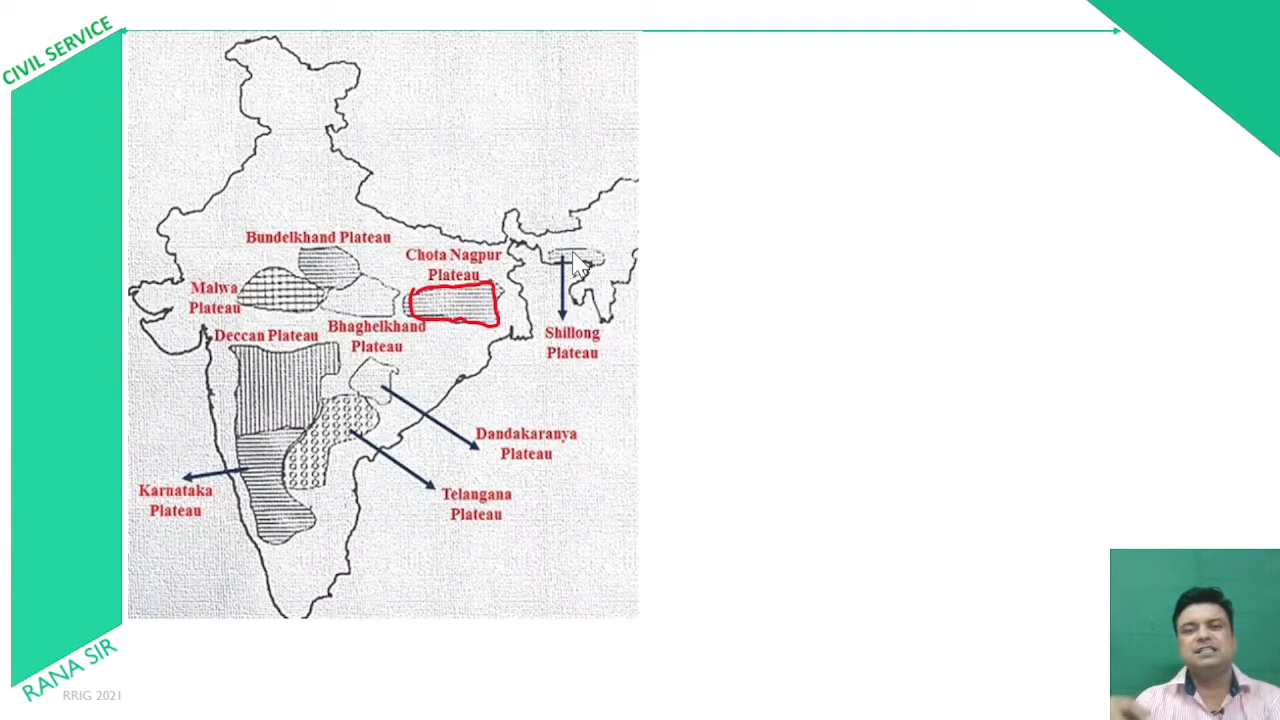 CIVIL SERVICE
Bundelkhand Plateau
Chota Nagpur
Plateau
Malwa
Plateau
Bhaghelkhand
Plateau
Deccan Plateau
Shillong
Plateau
Dandakaranya
Plateau
Karnataka
Plateau
Telangana
Plateau
RANA SIR
RRIG 2021